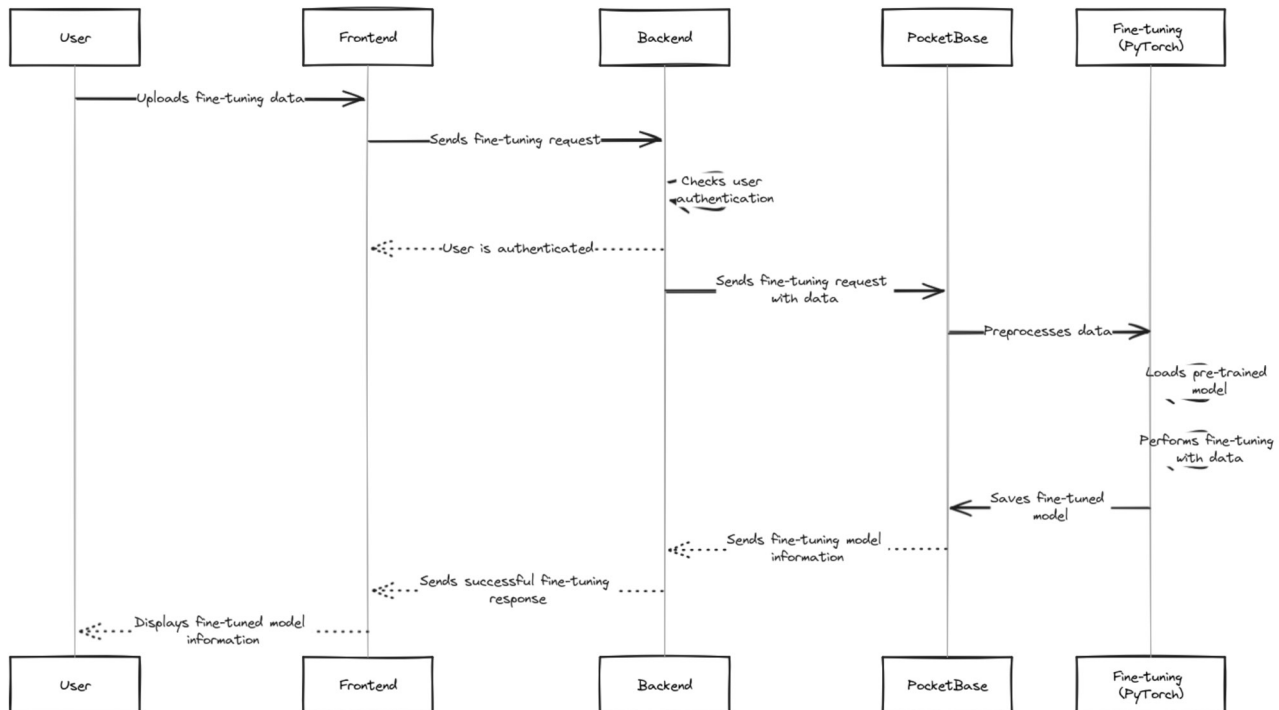 User
Frontend
Backend
PocketBase
Fine-tuning
(PyTorch)
Uploads fine-tuning data
Sends fine-tuning request
Checks user
authentication
User is authenticated
Sends fine-tuning request
with data
Preprocesses data
Loads pre-trained
model
Performs fine-tuning
with data
Saves fine-tuned
model
Sends fine-tuning model
information
Sends successful fine-tuning
response
Displays fine-tuned model
information
User
Frontend
Backend
PocketBase
Fine-tuning
(PyTorch)